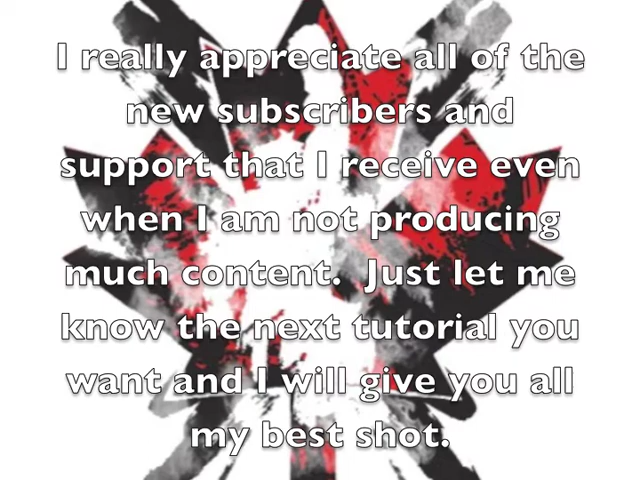 I really appreciate all of the
new subscribers and
support that I receive even
when I am not producing
much content.  Just let me
know the next tutorial you
want and I will give you all
my best shot.